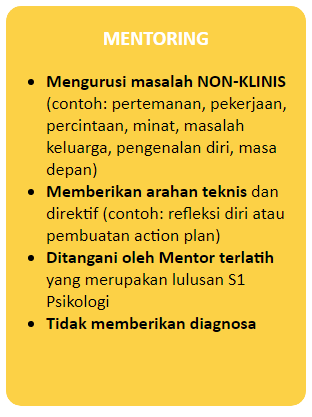 MENTORING
• Mengurusi masalah NON-KLINIS
(contoh: pertemanan, pekerjaan,
percintaan, minat, masalah
keluarga, pengenalan diri, masa
depan)
• Memberikan arahan teknis dan
direktif (contoh: refleksi diri atau
pembuatan action plan)
• Ditangani oleh Mentor terlatih
yang merupakan lulusan S1
Psikologi
• Tidak memberikan diagnosa